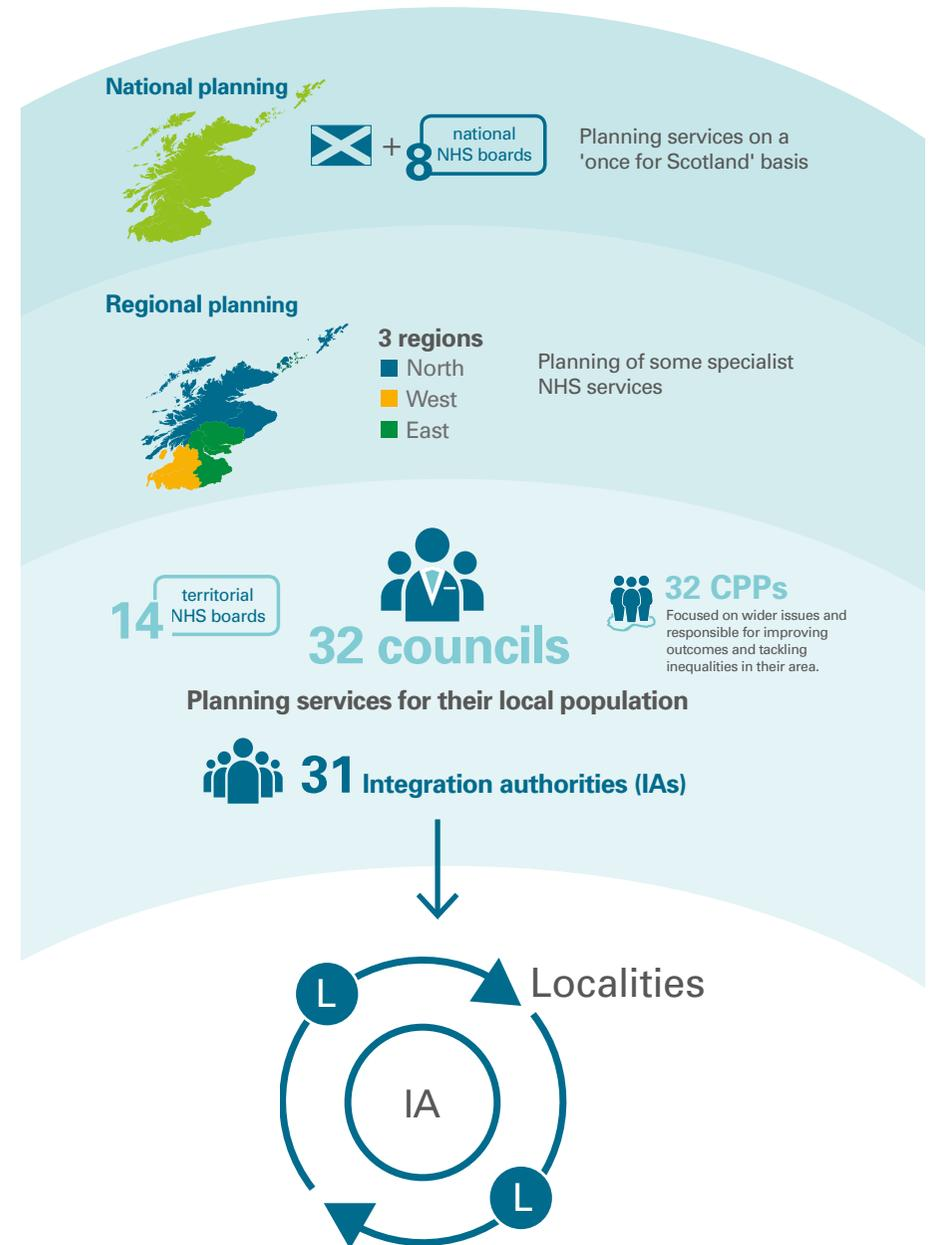 National planning
+
8 national
NHS boards
Planning services on a
'once for Scotland' basis
Regional planning
3 regions
North
West
East
Planning of some specialist
NHS services
14 territorial
NHS boards
32 councils
32 CPPs
Focused on wider issues and
responsible for improving
outcomes and tackling
inequalities in their area.
Planning services for their local population
31 Integration authorities (IAs)
L
Localities
IA
L